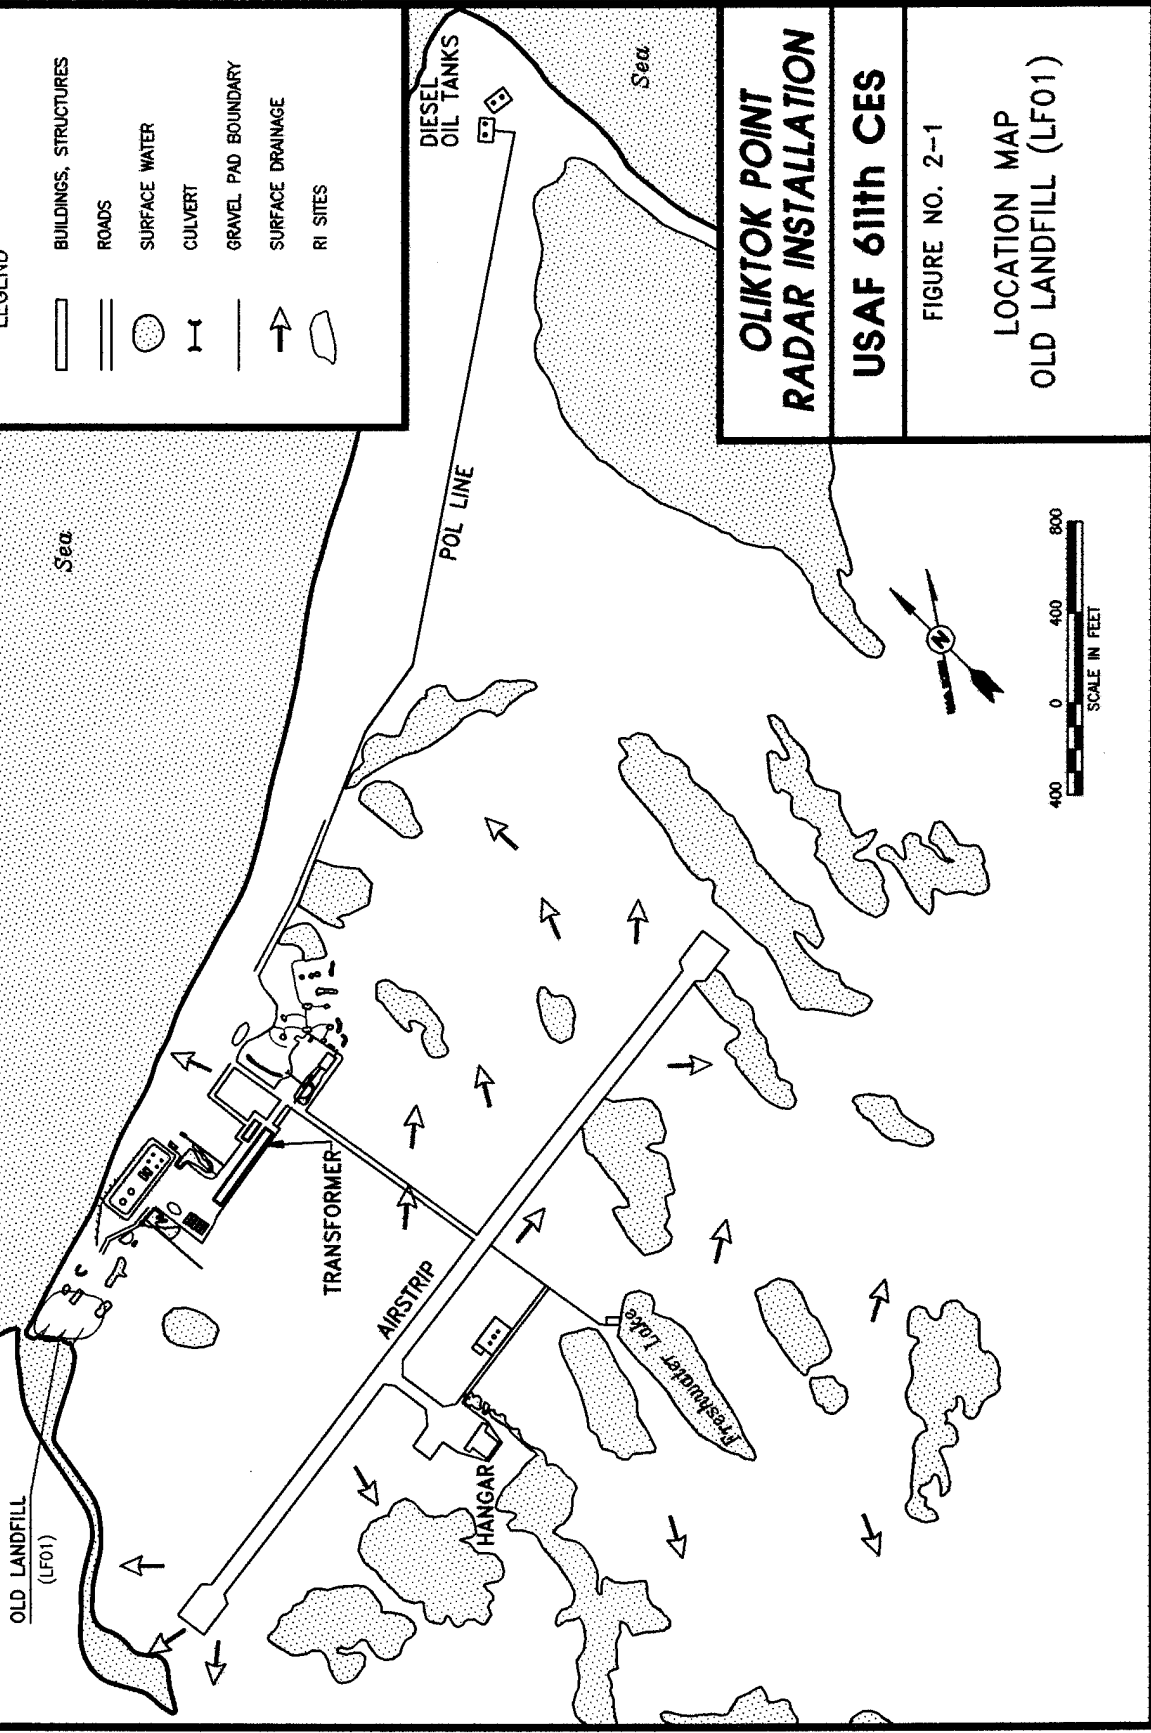 OLD LANDFILL
(LF01)
Sea
LEGEND
BUILDINGS, STRUCTURES
ROADS
SURFACE WATER
CULVERT
GRAVEL PAD BOUNDARY
SURFACE DRAINAGE
RI SITES
TRANSFORMER
AIRSTRIP
HANGAR
Freshwater Lake
POL LINE
DIESEL
OIL TANKS
Sea
N
400 0 400 800
SCALE IN FEET
OLIKTOK POINT
RADAR INSTALLATION
USAF 611th CES
FIGURE NO. 2-1
LOCATION MAP
OLD LANDFILL (LF01)